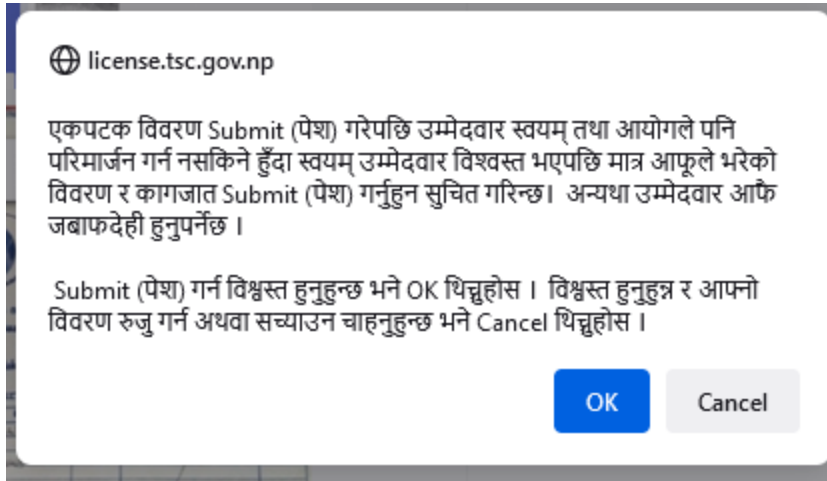 license.tsc.gov.np
एकपटक विवरण Submit (पेश) गरेपछि उम्मेदवार स्वयम् तथा आयोगले पनि
परिमार्जन गर्न नसकिने हुँदा स्वयम् उम्मेदवार विश्वस्त भएपछि मात्र आफूले भरेको
विवरण र कागजात Submit (पेश) गर्नुहुन सुचित गरिन्छ। अन्यथा उम्मेदवार आफै
जबाफदेही हुनुपर्नेछ ।
Submit (पेश) गर्न विश्वस्त हुनुहुन्छ भने OK थिच्नुहोस । विश्वस्त हुनुहुन्न र आफ्नो
विवरण रुजु गर्न अथवा सच्याउन चाहनुहुन्छ भने Cancel थिच्नुहोस ।
OK Cancel